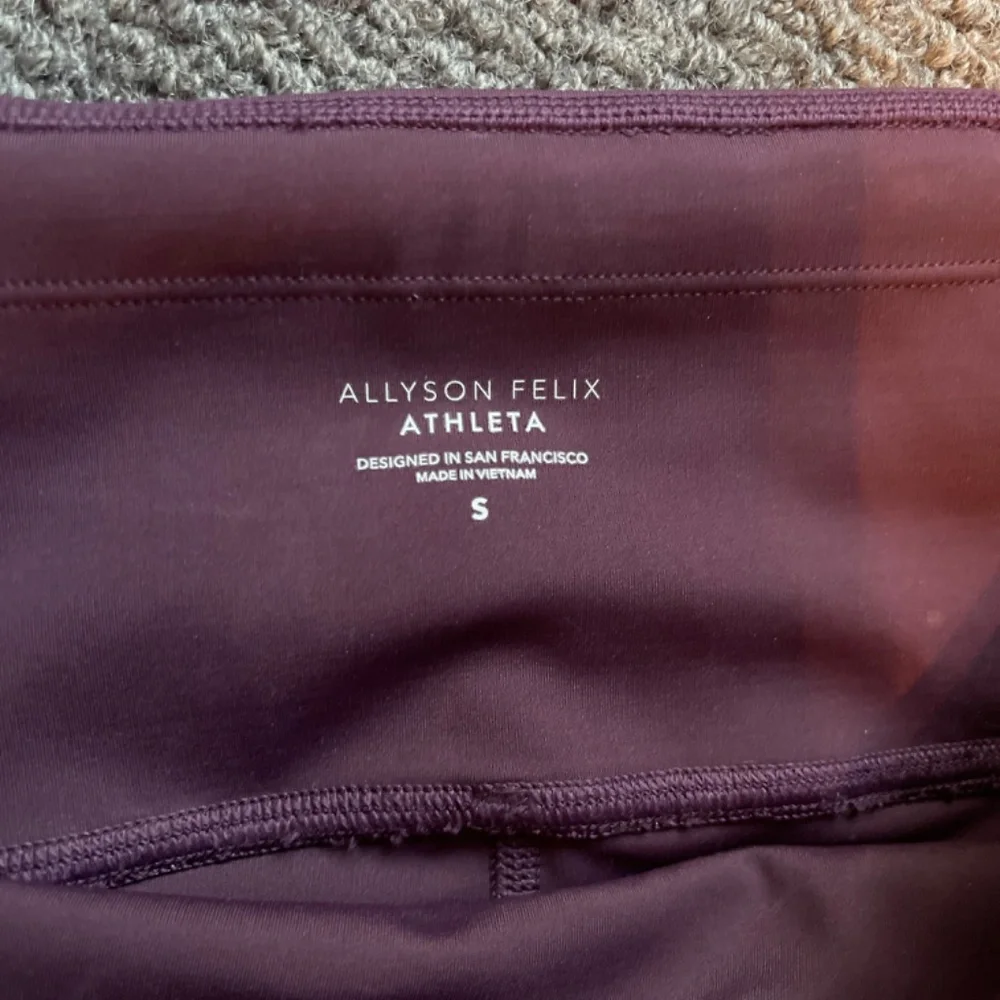 ALLYSON FELIX
ATHLETA
DESIGNED IN SAN FRANCISCO
MADE IN VIETNAM
S